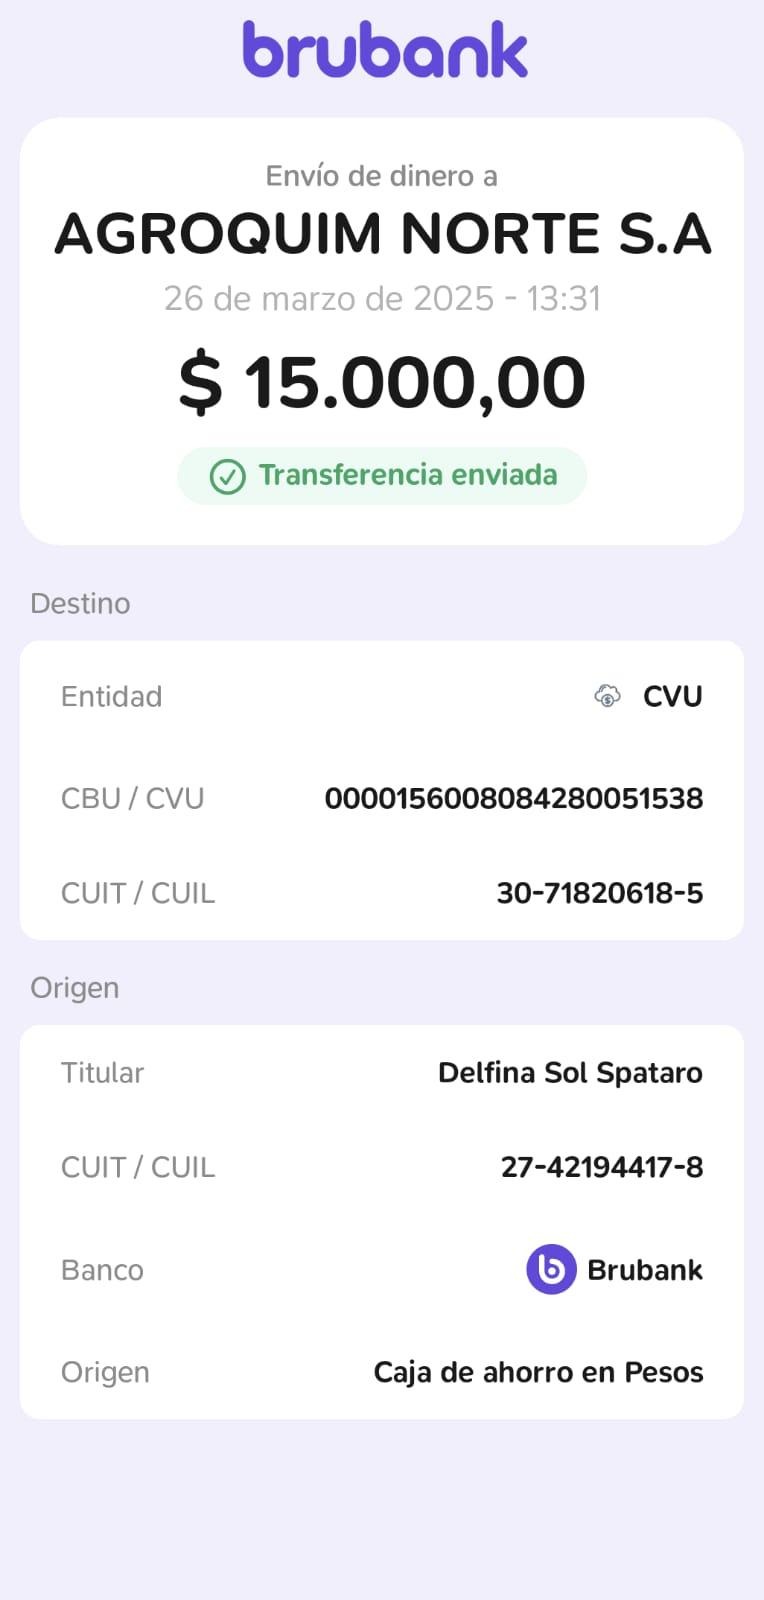 brubank
Envío de dinero a
AGROQUIM NORTE S.A
26 de marzo de 2025 - 13:31
$ 15.000,00
Transferencia enviada
Destino
Entidad CVU
CBU / CVU 0000156008084280051538
CUIT / CUIL 30-71820618-5
Origen
Titular Delfina Sol Spataro
CUIT / CUIL 27-42194417-8
Banco Brubank
Origen Caja de ahorro en Pesos